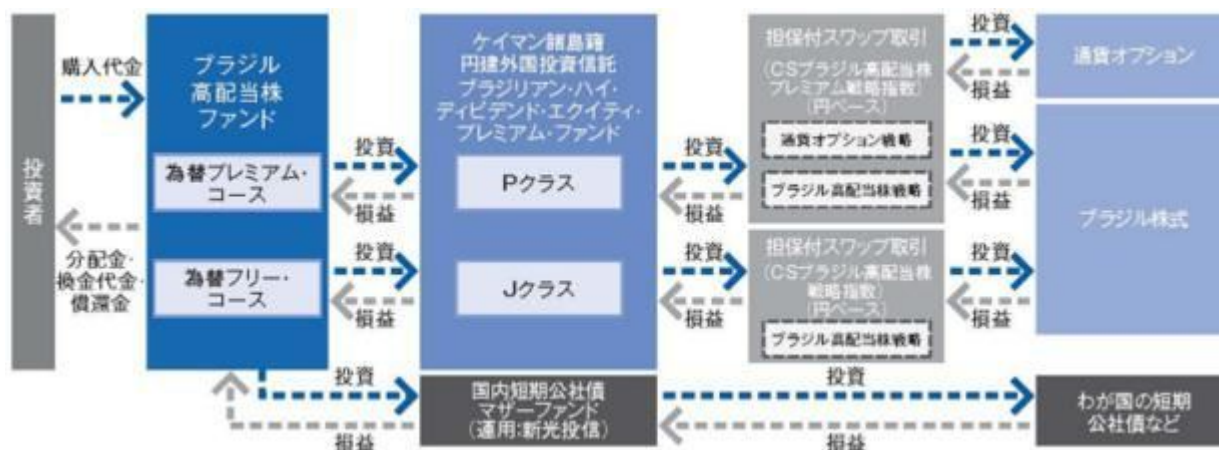 投資者
購入代金
分配金・
換金代金・
償還金
ブラジル
高配当株
ファンド
為替プレミアム・
コース
為替フリー・
コース
投資
損益
投資
損益
ケイマン諸島籍
円建外国投資信託
ブラジリアン・ハイ・
ディビデンド・エクイティ・
プレミアム・ファンド
Pクラス
Jクラス
投資
損益
投資
損益
担保付スワップ取引
(CSブラジル高配当株
プレミアム戦略指数)
(円ベース)
通貨オプション戦略
ブラジル高配当株戦略
担保付スワップ取引
(CSブラジル高配当株
戦略指数)
(円ベース)
ブラジル高配当株戦略
投資
損益
投資
損益
投資
損益
通貨オプション
ブラジル株式
投資
損益
国内短期公社債
マザーファンド
(運用:新光投信)
投資
損益
わが国の短期
公社債など